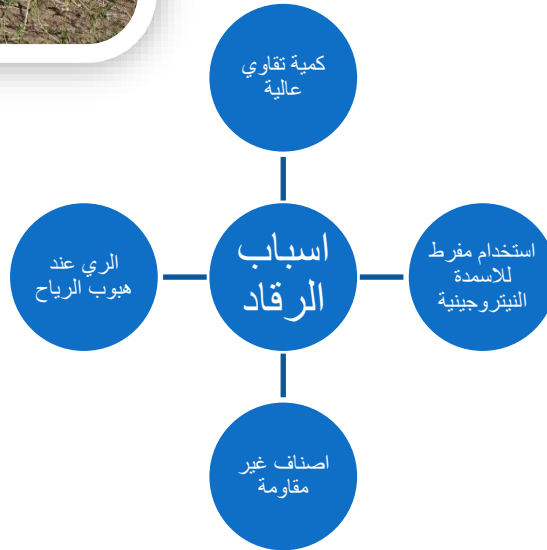 كمية تقاوي
عالية
استخدام مفرط
للاسمدة
النيتروجينية
اسباب
الرقاد
الري عند
هبوب الرياح
اصناف غير
مقاومة